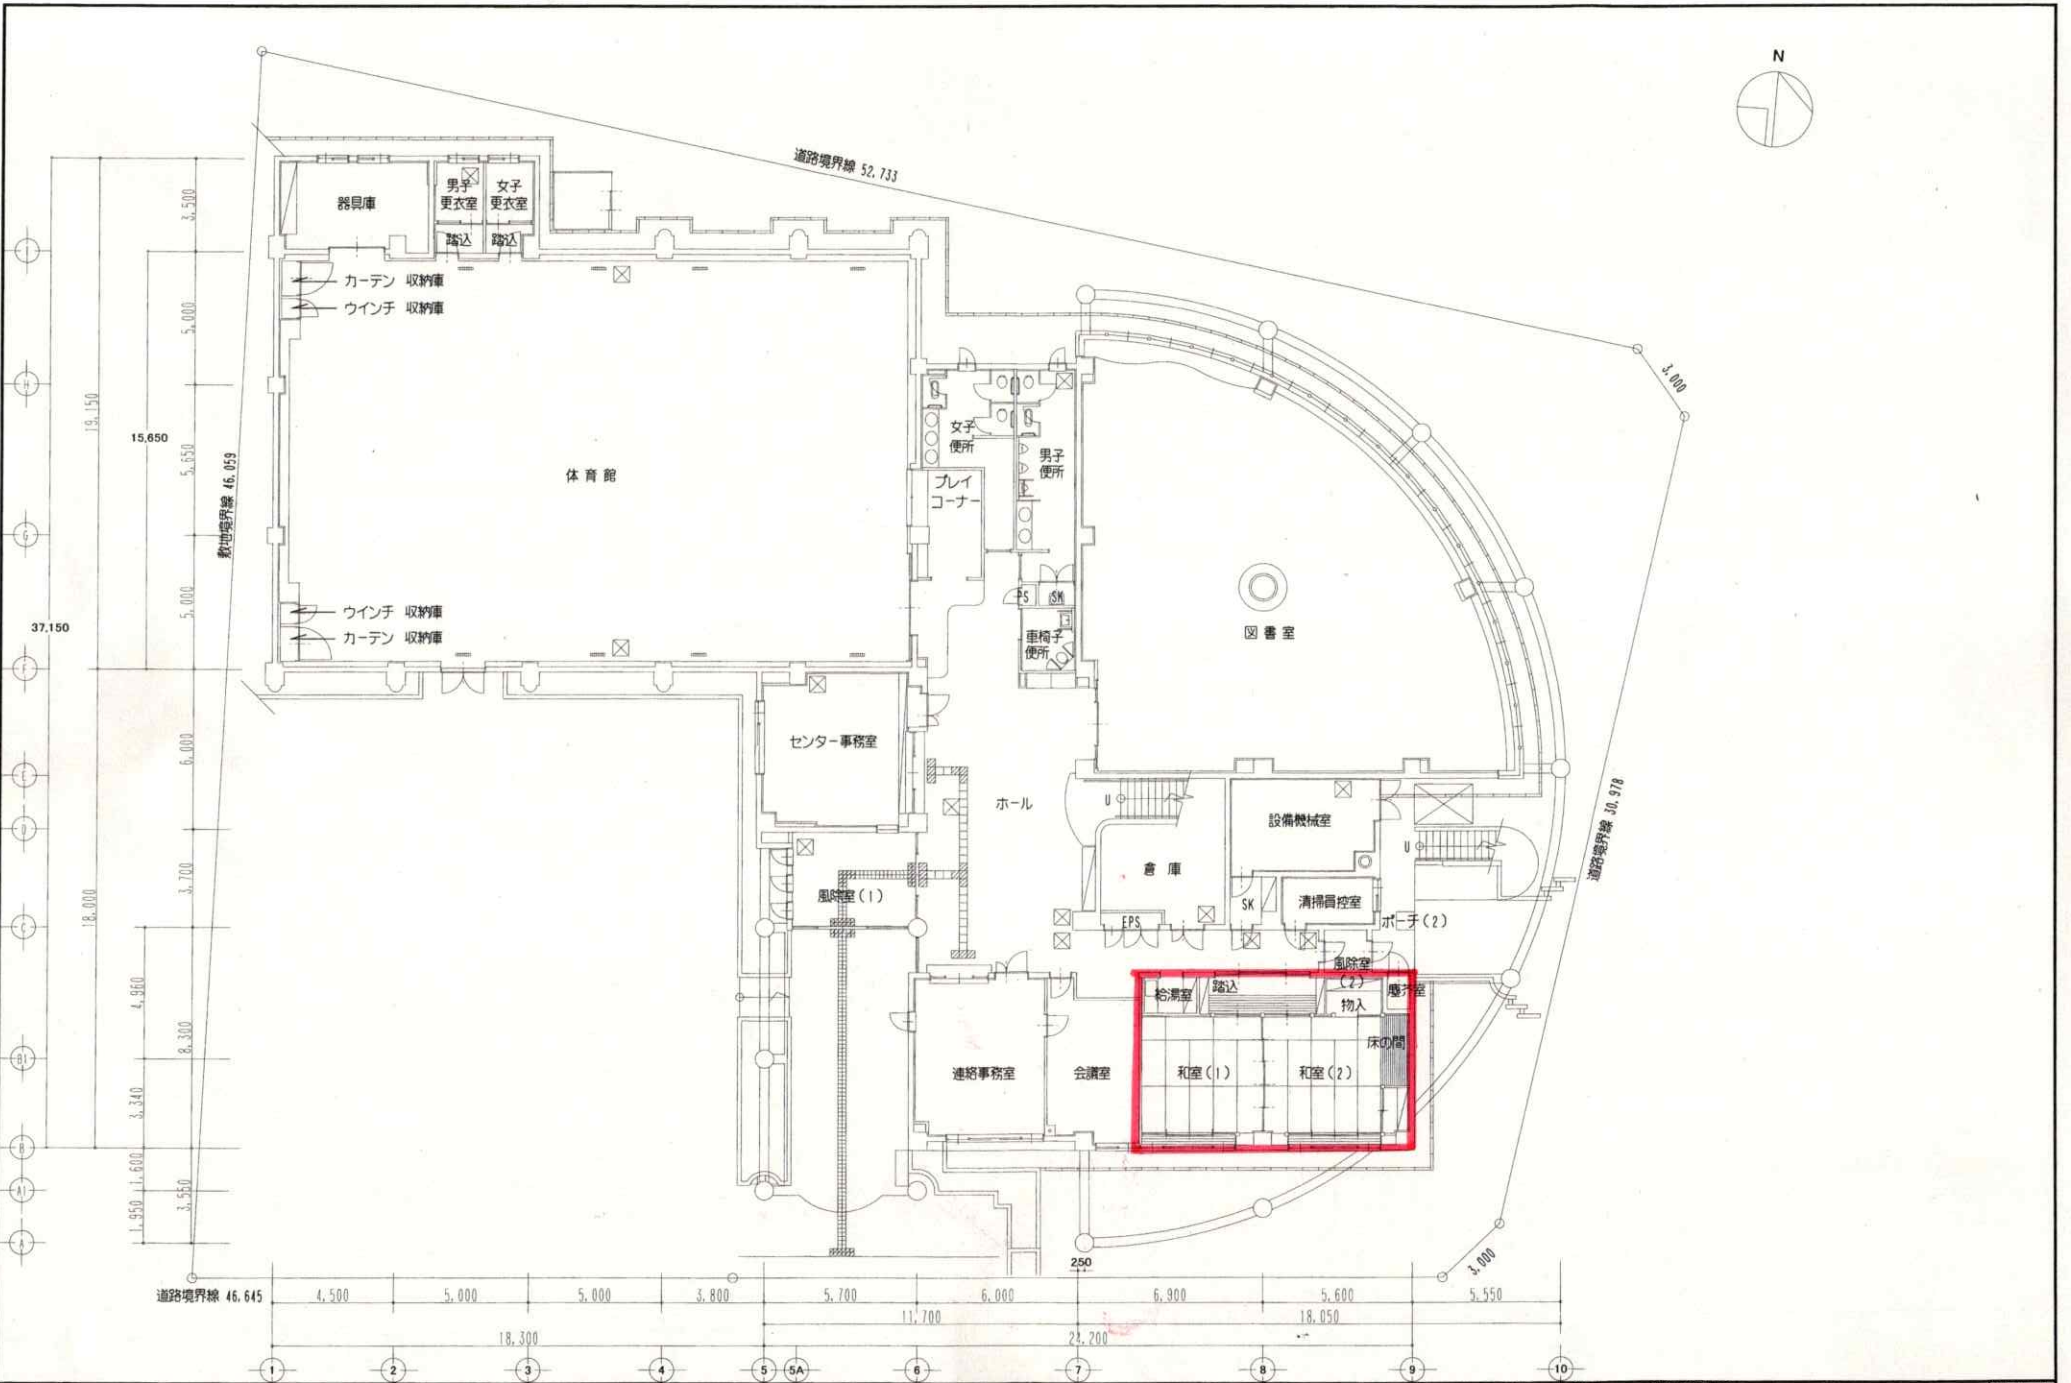 N
道路境界線 52,733
3,000
器具庫
男子
更衣室
女子
更衣室
踏込
踏込
カーテン 収納庫
ウインチ 収納庫
体育館
ウインチ 収納庫
カーテン 収納庫
女子
便所
男子
便所
プレイ
コーナー
PS
SK
車椅子
便所
図書室
センター事務室
ホール
U
設備機械室
U
倉庫
風除室(1)
SK
清掃員控室
EPS
ポーチ(2)
風除室
(2)
給湯室
踏込
物入
塵芥室
床の間
連絡事務室
会議室
和室(1)
和室(2)
道路境界線 30,978
3,000
敷地境界線 46,059
37,150
19,150
18,000
15,650
3,500
5,000
5,650
5,000
6,000
3,700
4,960
8,300
3,340
1,600
3,550
1,950
I
H
G
F
E
D
C
B1
B
A1
A
250
道路境界線 46,645
4,500
5,000
5,000
3,800
5,700
6,000
6,900
5,600
5,550
11,700
18,050
18,300
24,200
1
2
3
4
5
5A
6
7
8
9
10